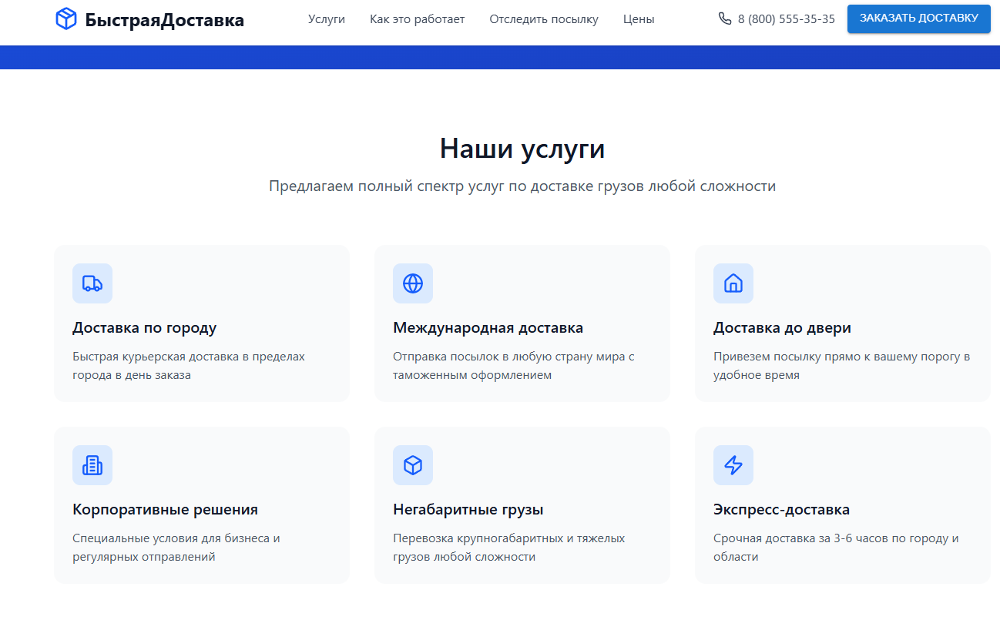 БыстраяДоставка
Услуги
Как это работает
Отследить посылку
Цены
8 (800) 555-35-35
ЗАКАЗАТЬ ДОСТАВКУ
Наши услуги
Предлагаем полный спектр услуг по доставке грузов любой сложности
Доставка по городу
Быстрая курьерская доставка в пределах
города в день заказа
Международная доставка
Отправка посылок в любую страну мира с
таможенным оформлением
Доставка до двери
Привезем посылку прямо к вашему порогу в
удобное время
Корпоративные решения
Специальные условия для бизнеса и
регулярных отправлений
Негабаритные грузы
Перевозка крупногабаритных и тяжелых
грузов любой сложности
Экспресс-доставка
Срочная доставка за 3-6 часов по городу и
области